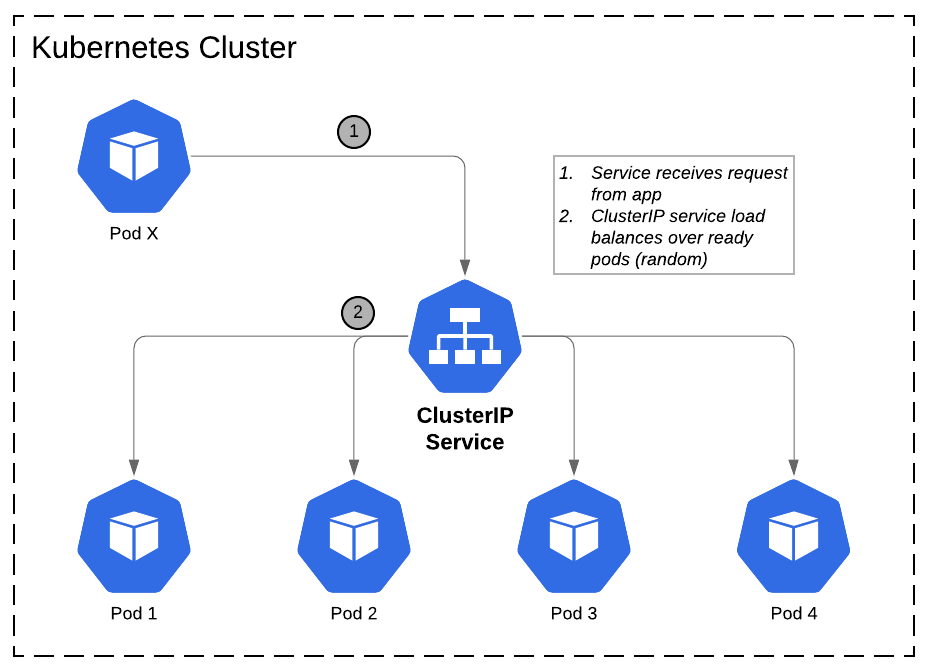 Kubernetes Cluster
1
Pod X
1. Service receives request
from app
2. ClusterIP service load
balances over ready
pods (random)
2
ClusterIP
Service
Pod 1
Pod 2
Pod 3
Pod 4